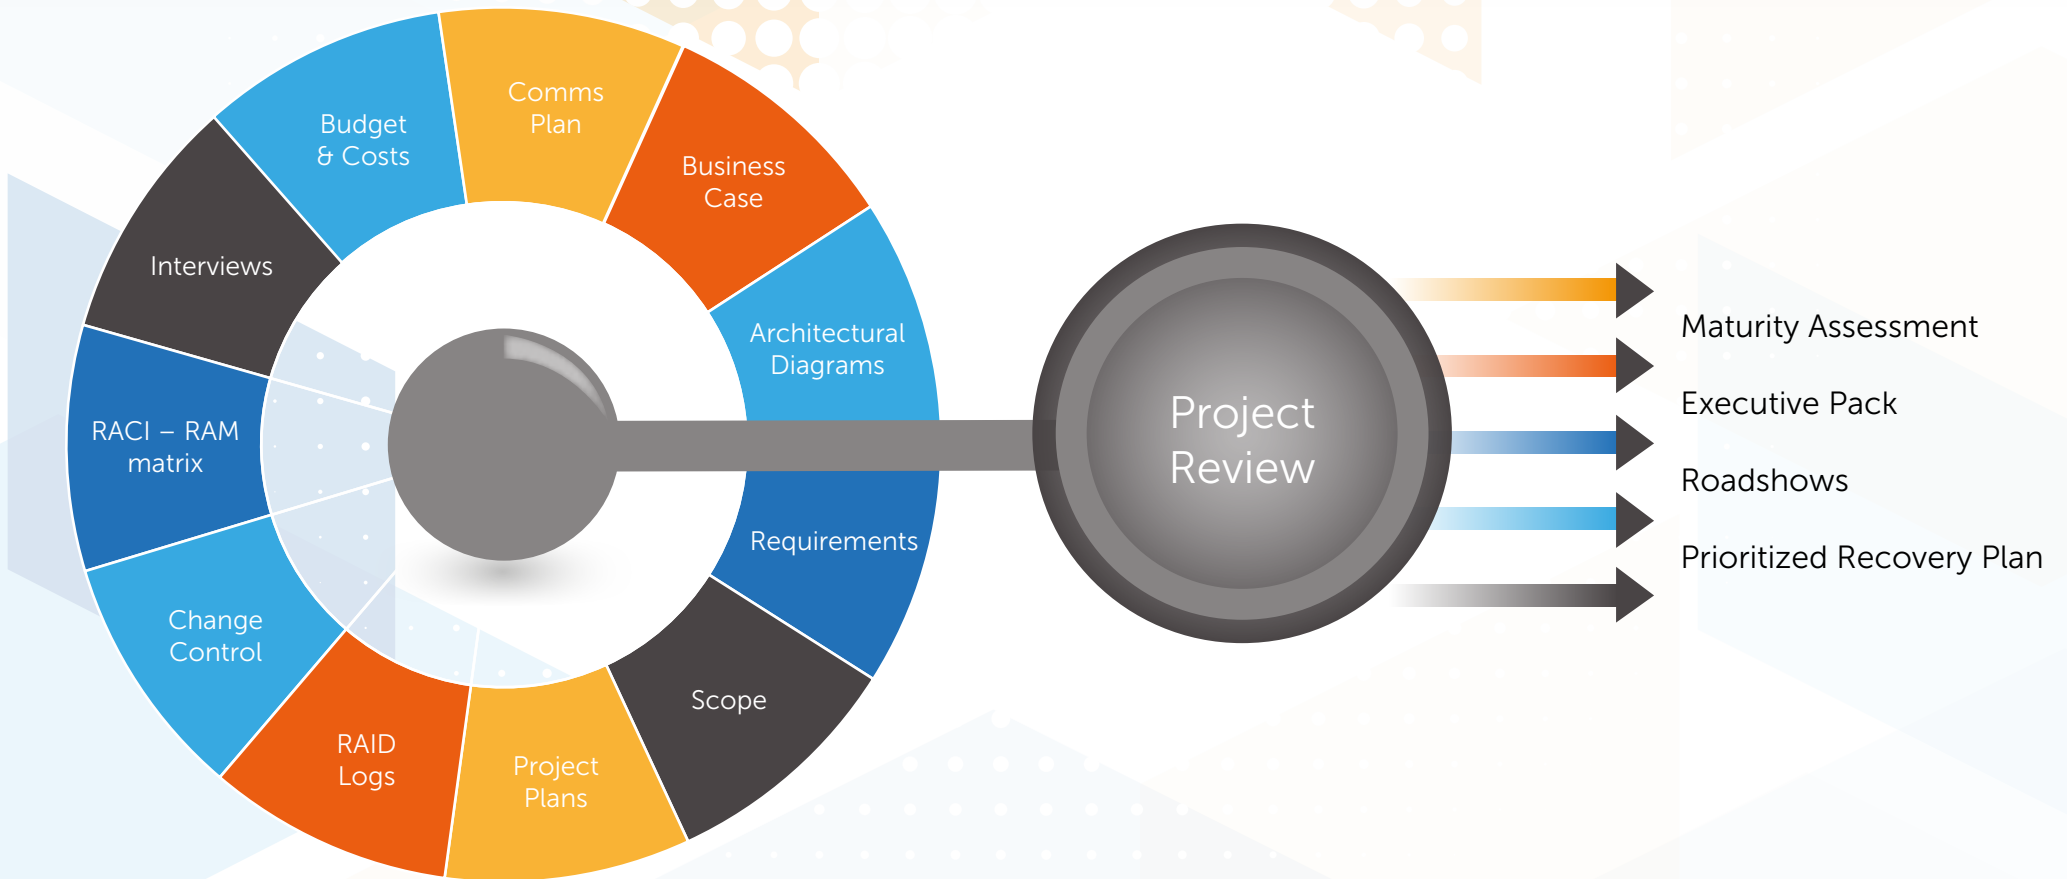 Comms
Plan
Budget
& Costs
Business
Case
Interviews
Architectural
Diagrams
RACI – RAM
matrix
Requirements
Change
Control
Scope
RAID
Logs
Project
Plans
Project
Review
Maturity Assessment
Executive Pack
Roadshows
Prioritized Recovery Plan